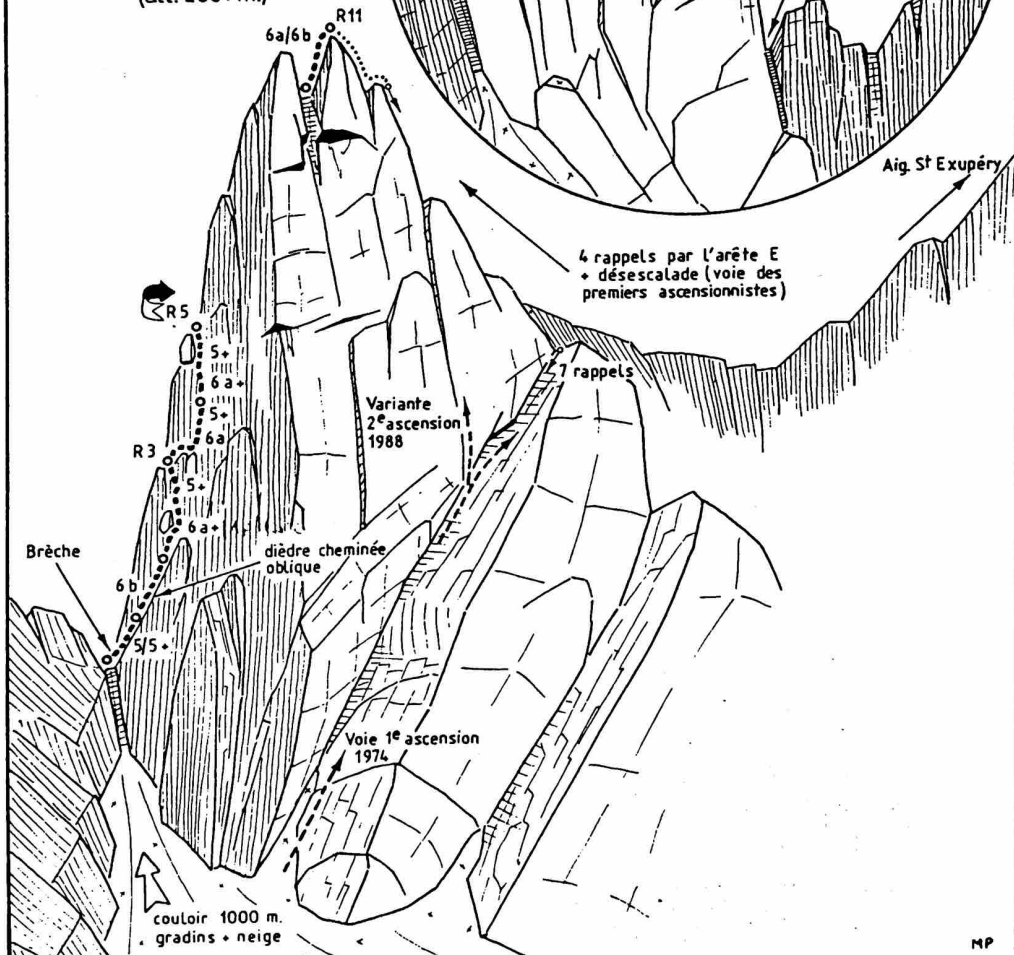 R11
6a/6b
Aig. St Exupéry
4 rappels par l'arête E
+ désescalade (voie des
premiers ascensionnistes)
R5
5+
6a+
5+
6a
R3
5+
6a+
7 rappels
Variante
2e ascension
1988
Brèche
dièdre cheminée
oblique
6b
5/5+
Voie 1e ascension
1974
couloir 1000 m.
gradins + neige
MP